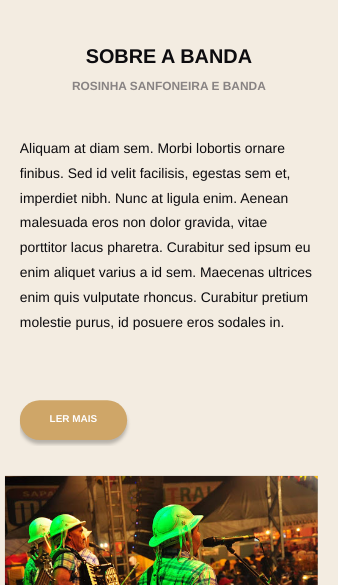 SOBRE A BANDA
ROSINHA SANFONEIRA E BANDA
Aliquam at diam sem. Morbi lobortis ornare
finibus. Sed id velit facilisis, egestas sem et,
imperdiet nibh. Nunc at ligula enim. Aenean
malesuada eros non dolor gravida, vitae
porttitor lacus pharetra. Curabitur sed ipsum eu
enim aliquet varius a id sem. Maecenas ultrices
enim quis vulputate rhoncus. Curabitur pretium
molestie purus, id posuere eros sodales in.
LER MAIS